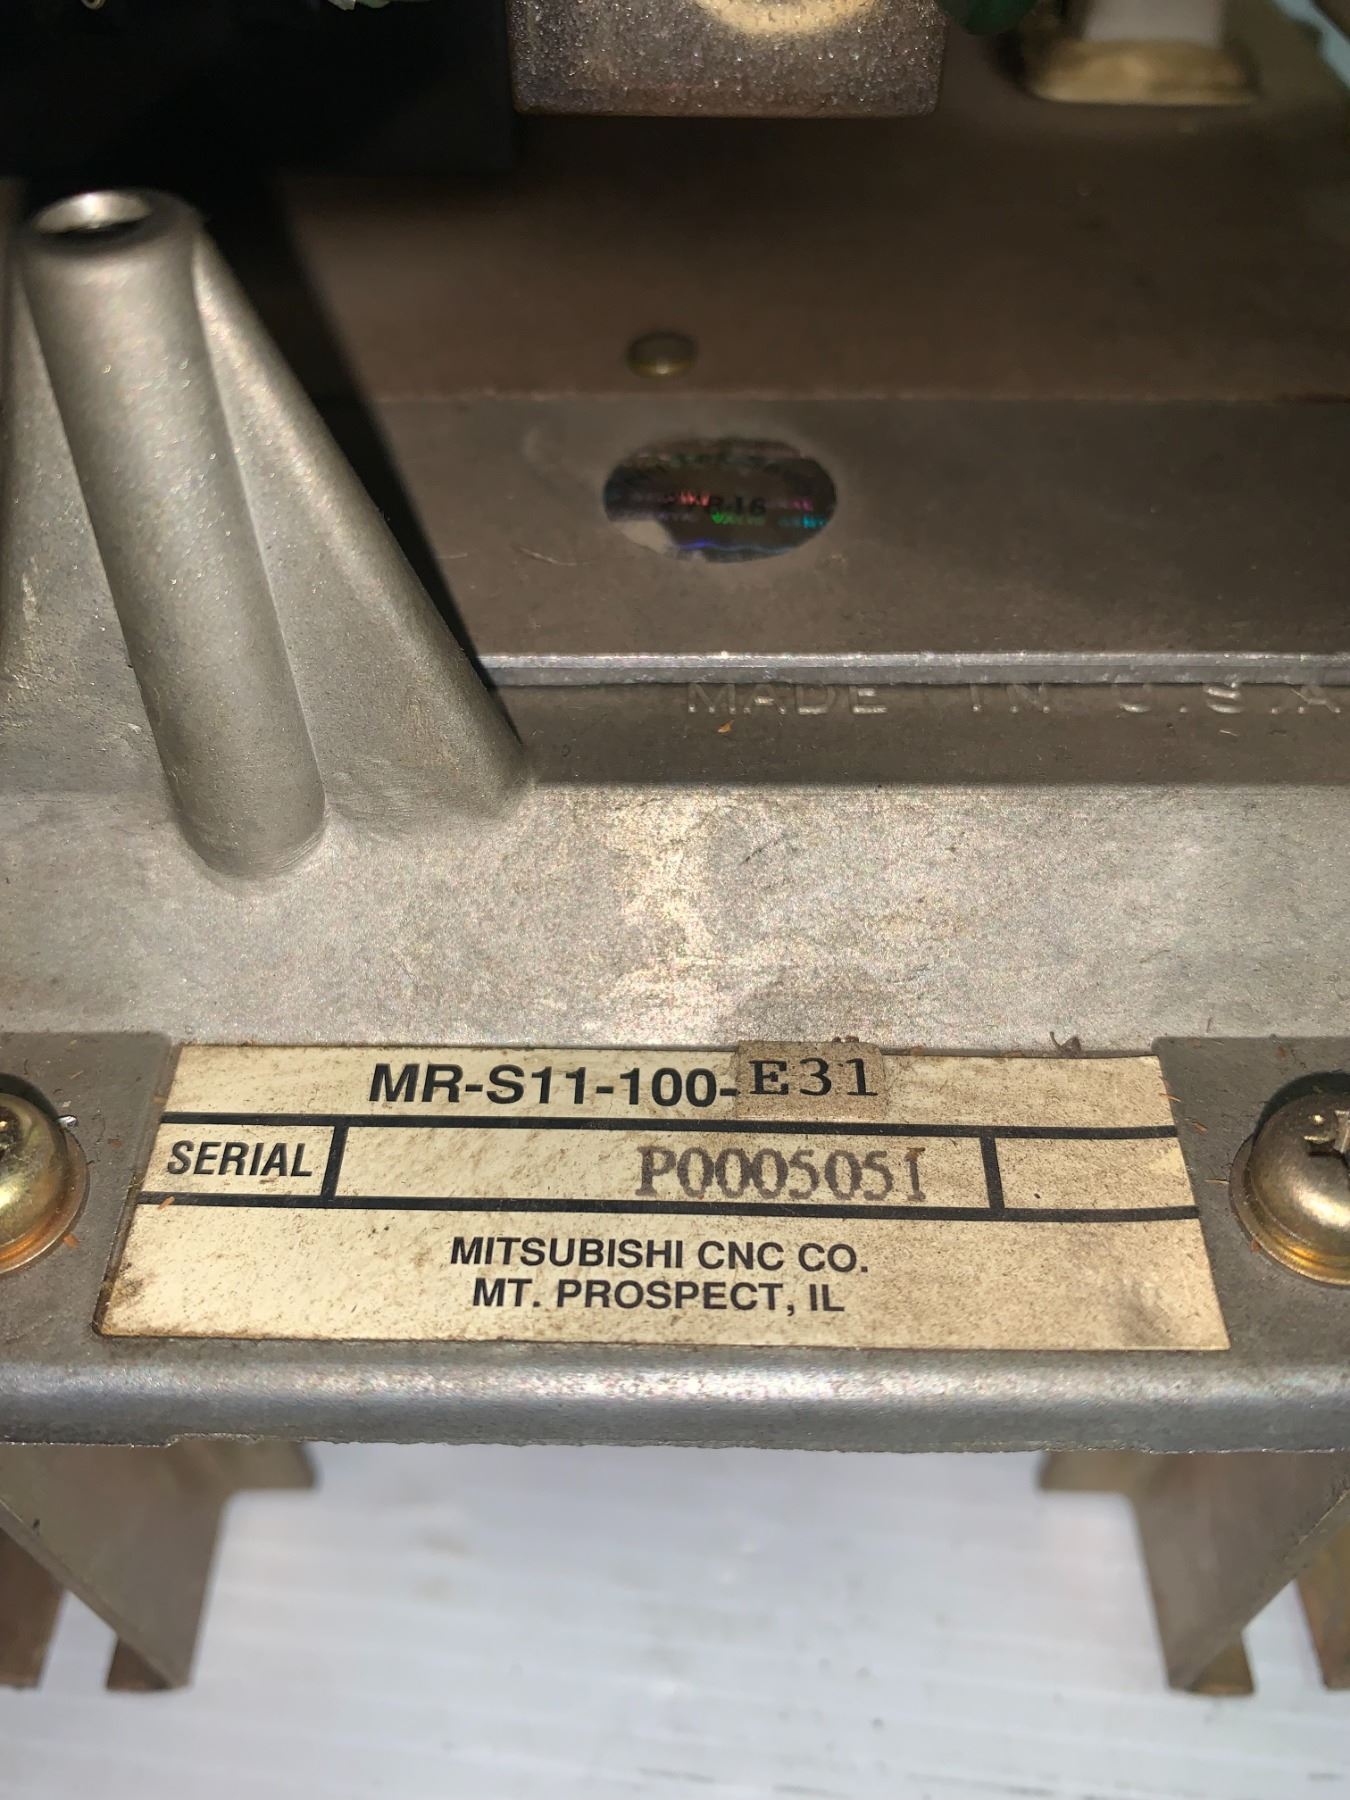 MADE IN U.S.A
MR-S11-100-E31
SERIAL P0005051
MITSUBISHI CNC CO.
MT. PROSPECT, IL